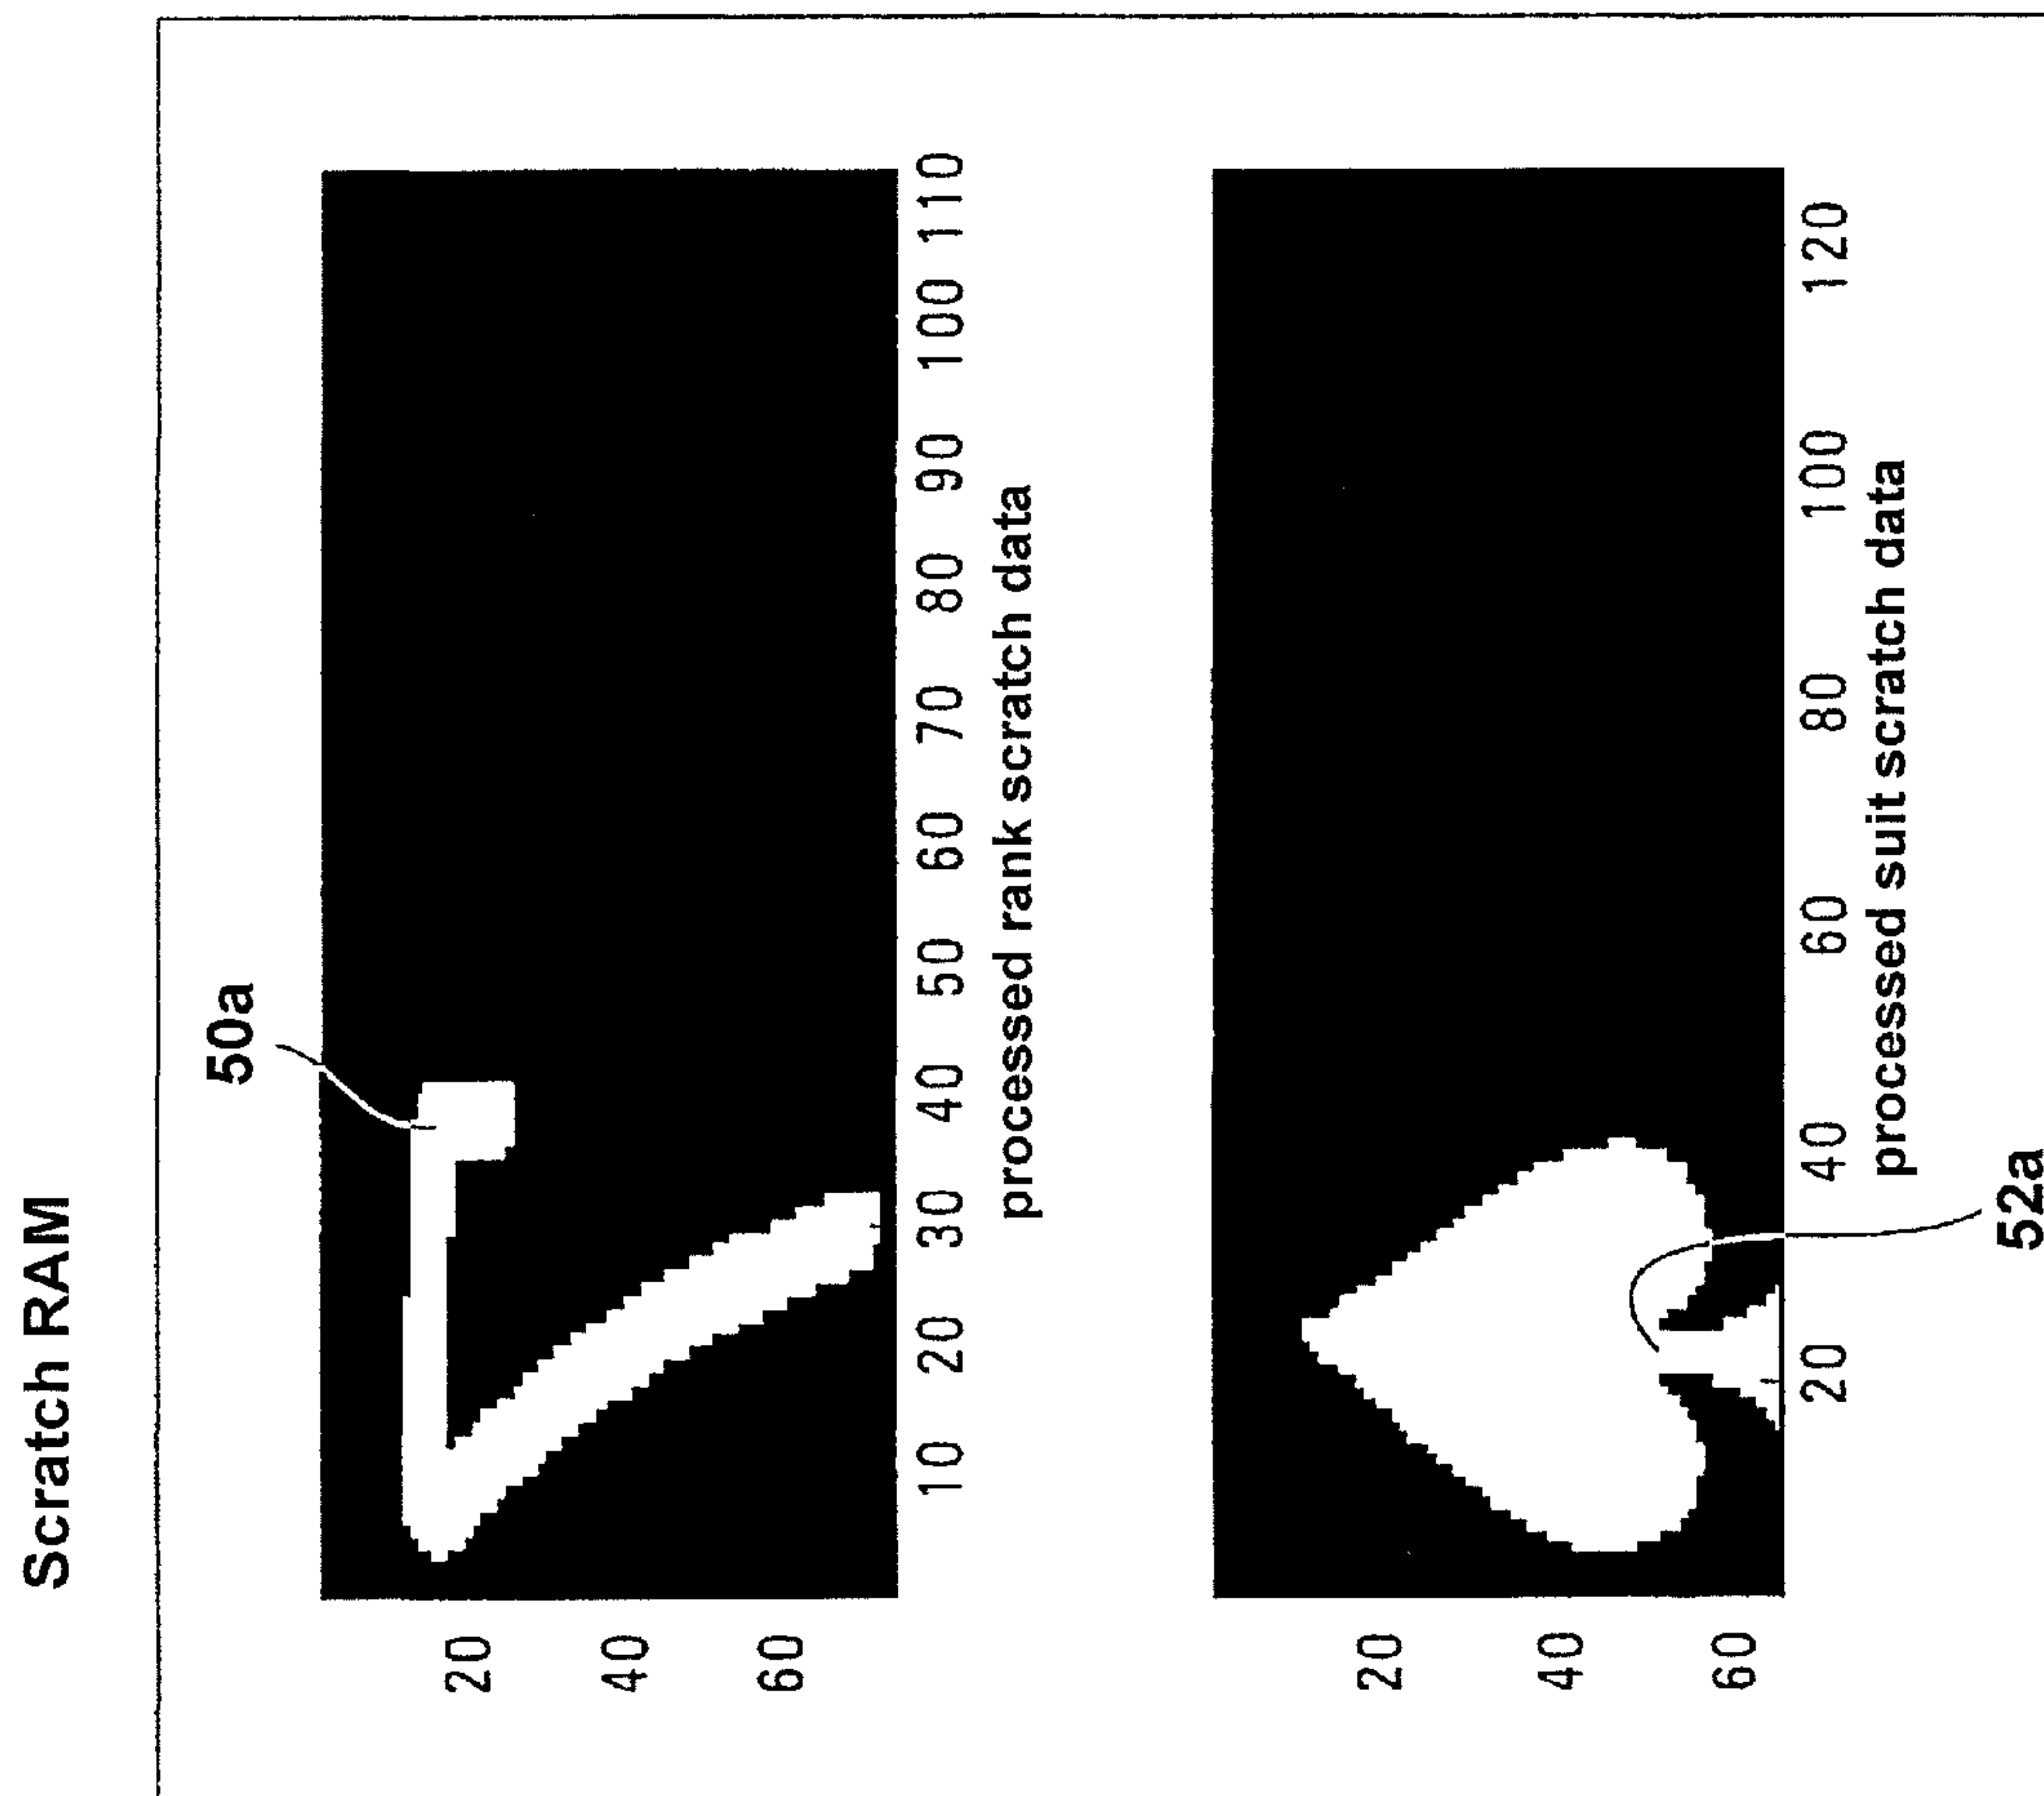 Scratch RAM
50a
20
40
60
10 20 30 40 50 60 70 80 90 100 110
processed rank scratch data
20
40
60
20 40 60 80 100 120
processed suit scratch data
52a